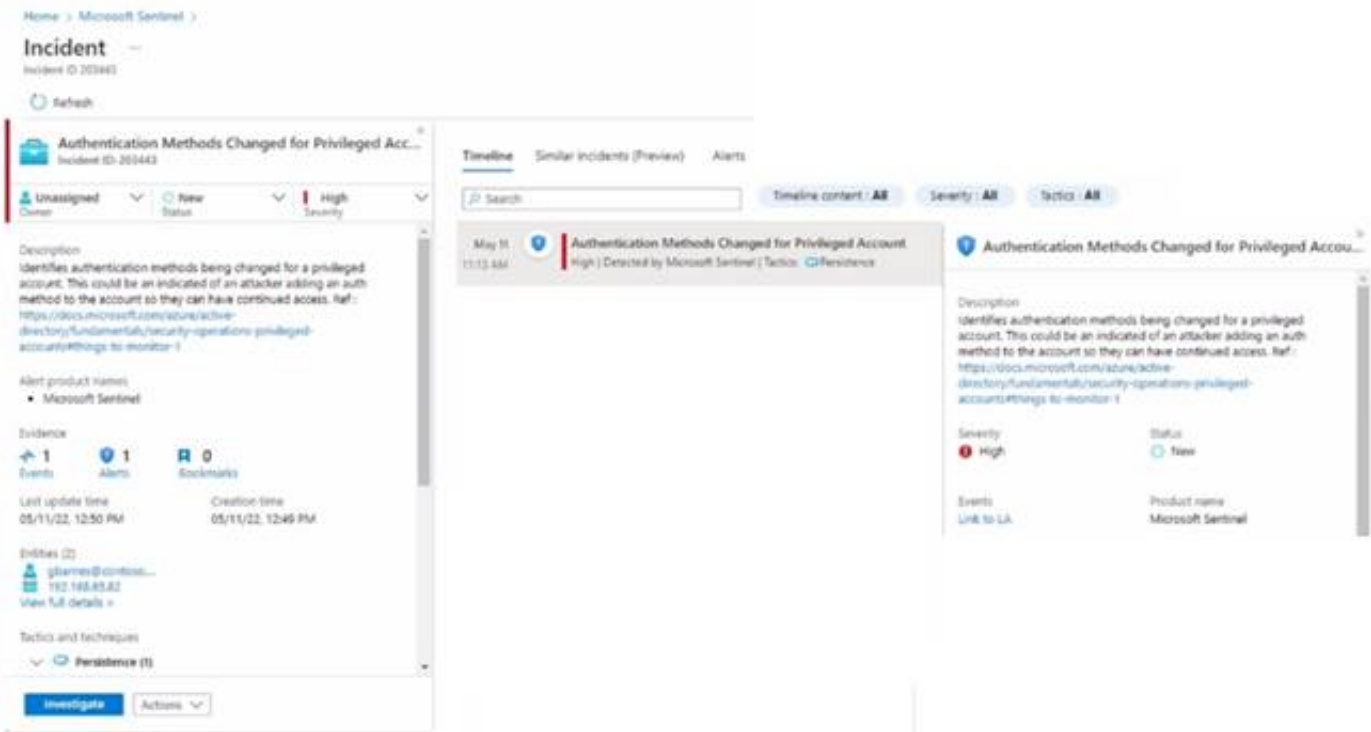 Home > Microsoft Sentinel >
Incident ...
Incident ID 203443
Refresh
Authentication Methods Changed for Privileged Acc...
Incident ID: 203443
Unassigned
Owner
New
Status
High
Severity
Description
Identifies authentication methods being changed for a privileged
account. This could be an indicated of an attacker adding an auth
method to the account so they can have continued access. Ref :
https://docs.microsoft.com/azure/active-
directory/fundamentals/security-operations-privileged-
accounts#things-to-monitor-1
Alert product names
• Microsoft Sentinel
Evidence
1
Events
1
Alerts
0
Bookmarks
Last update time
05/11/22, 12:50 PM
Creation time
05/11/22, 12:49 PM
Entities (2)
gbarnes@contoso....
192.168.65.82
View full details >
Tactics and techniques
Persistence (1)
Investigate
Actions
Timeline
Similar incidents (Preview)
Alerts
Search
Timeline content : All
Severity : All
Tactics : All
May 11
11:13 AM
Authentication Methods Changed for Privileged Account
High | Detected by Microsoft Sentinel | Tactics: Persistence
Authentication Methods Changed for Privileged Accou...
Description
Identifies authentication methods being changed for a privileged
account. This could be an indicated of an attacker adding an auth
method to the account so they can have continued access. Ref :
https://docs.microsoft.com/azure/active-
directory/fundamentals/security-operations-privileged-
accounts#things-to-monitor-1
Severity
High
Status
New
Events
Link to LA
Product name
Microsoft Sentinel